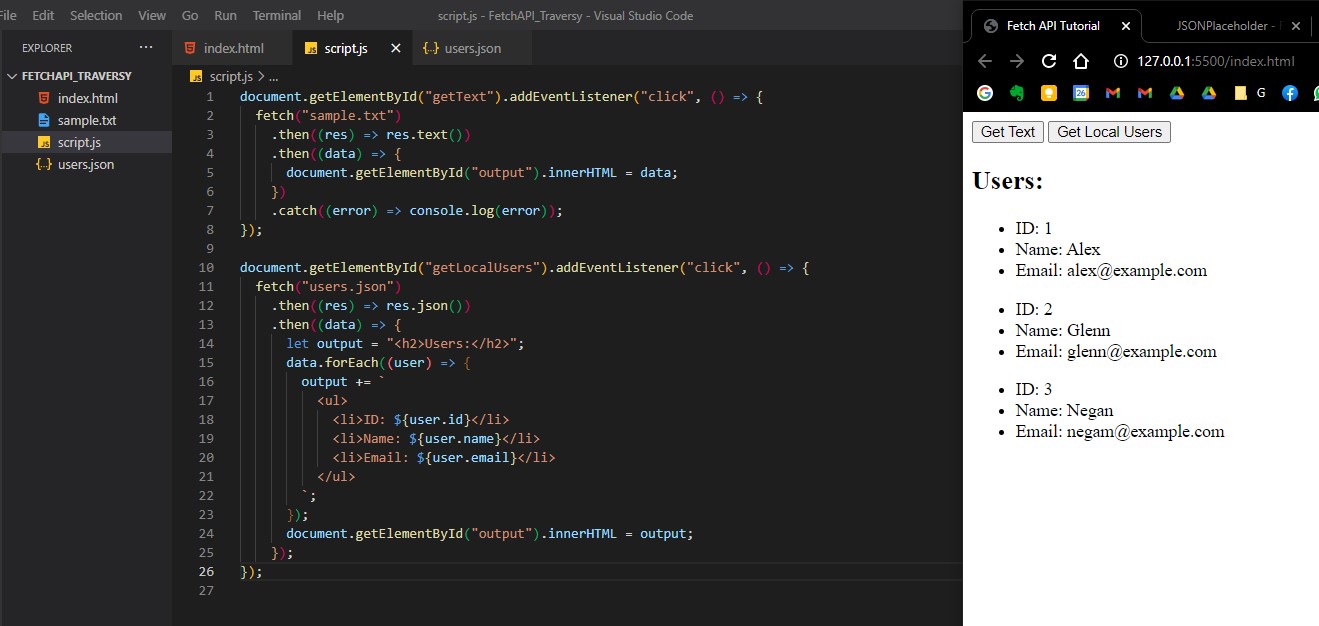 File Edit Selection View Go Run Terminal Help script.js - FetchAPI_Traversy - Visual Studio Code
EXPLORER ...
FETCHAPI_TRAVERSY
index.html
sample.txt
script.js
users.json
index.html script.js users.json
script.js > ...
1 document.getElementById("getText").addEventListener("click", () => {
2 fetch("sample.txt")
3 .then((res) => res.text())
4 .then((data) => {
5 document.getElementById("output").innerHTML = data;
6 })
7 .catch((error) => console.log(error));
8 });
9
10 document.getElementById("getLocalUsers").addEventListener("click", () => {
11 fetch("users.json")
12 .then((res) => res.json())
13 .then((data) => {
14 let output = "<h2>Users:</h2>";
15 data.forEach((user) => {
16 output += `
17 <ul>
18 <li>ID: ${user.id}</li>
19 <li>Name: ${user.name}</li>
20 <li>Email: ${user.email}</li>
21 </ul>
22 `;
23 });
24 document.getElementById("output").innerHTML = output;
25 });
26 });
27
Fetch API Tutorial JSONPlaceholder -
127.0.0.1:5500/index.html
G
Get Text Get Local Users
Users:
• ID: 1
• Name: Alex
• Email: alex@example.com
• ID: 2
• Name: Glenn
• Email: glenn@example.com
• ID: 3
• Name: Negan
• Email: negam@example.com